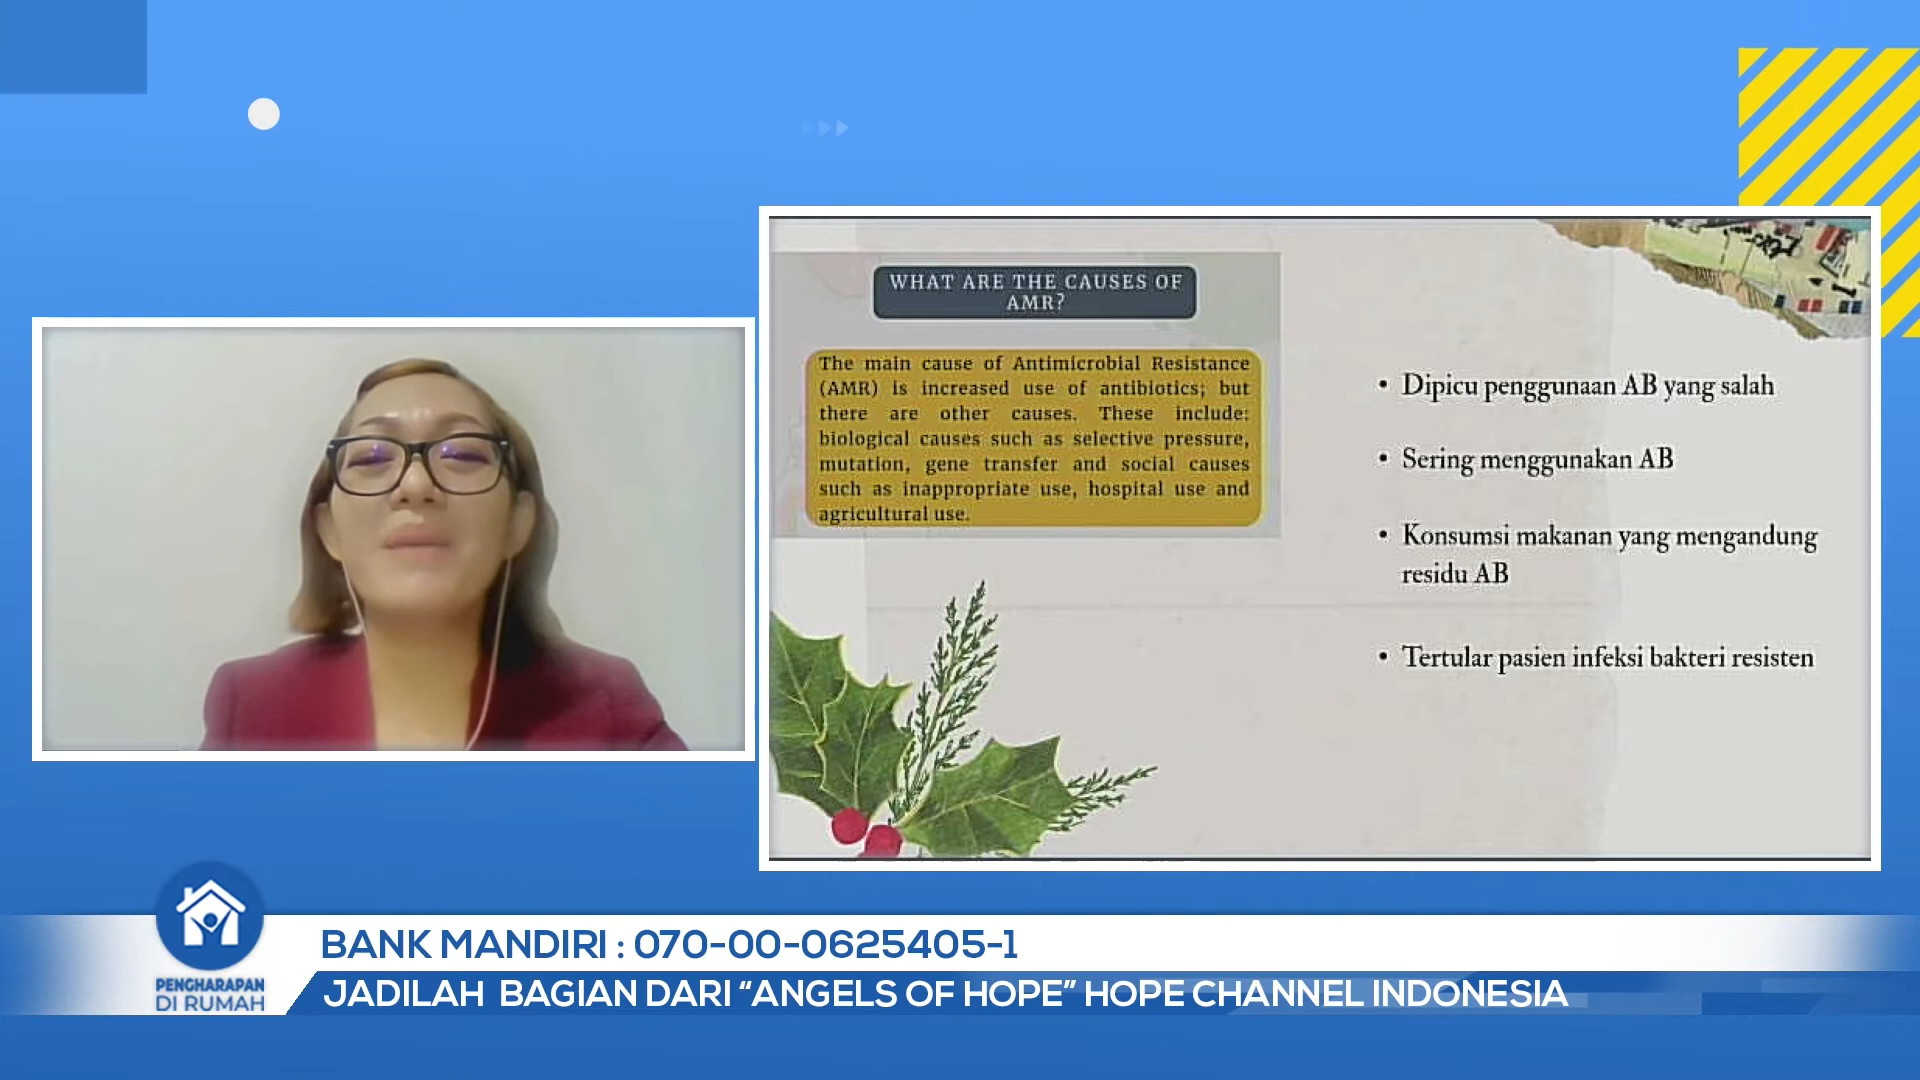 WHAT ARE THE CAUSES OF
AMR?
The main cause of Antimicrobial Resistance
(AMR) is increased use of antibiotics; but
there are other causes. These include:
biological causes such as selective pressure,
mutation, gene transfer and social causes
such as inappropriate use, hospital use and
agricultural use.
• Dipicu penggunaan AB yang salah
• Sering menggunakan AB
• Konsumsi makanan yang mengandung
residu AB
• Tertular pasien infeksi bakteri resisten
PENGHARAPAN
DI RUMAH
BANK MANDIRI : 070-00-0625405-1
JADILAH BAGIAN DARI “ANGELS OF HOPE” HOPE CHANNEL INDONESIA